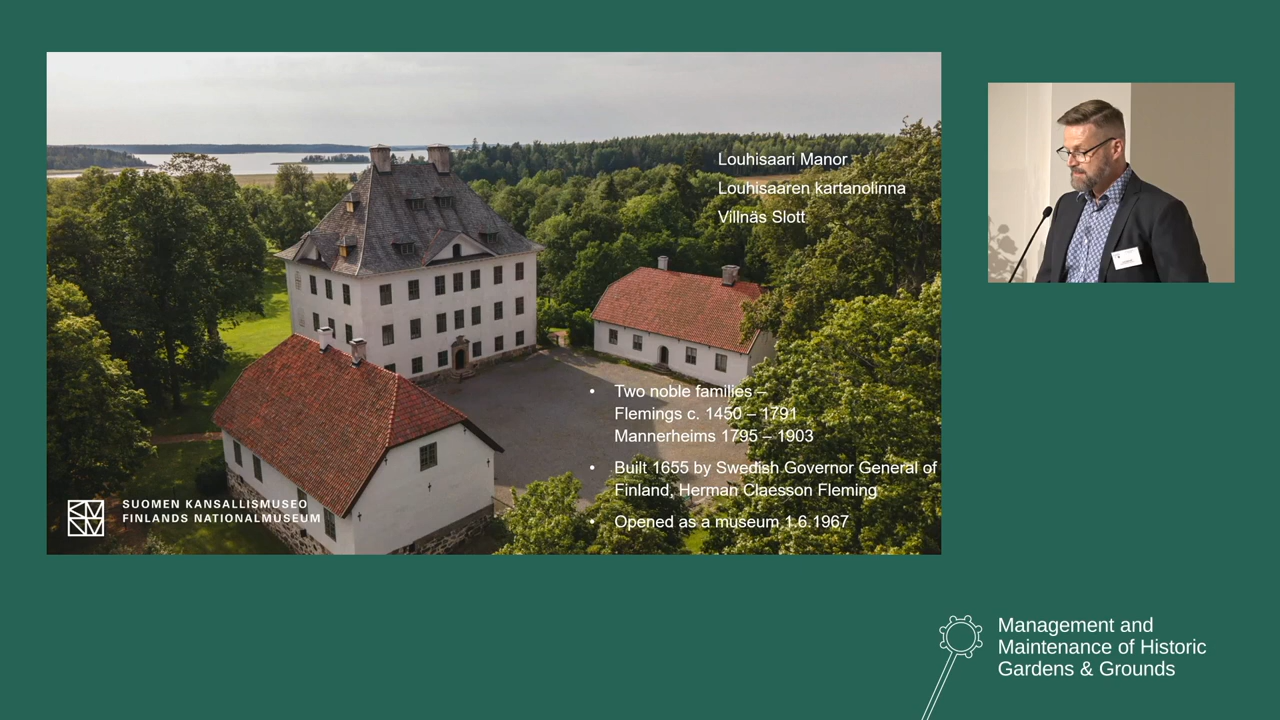 Louhisaari Manor
Louhisaaren kartanolinna
Villnäs Slott
• Two noble families –
Flemings c. 1450 – 1791
Mannerheims 1795 – 1903
• Built 1655 by Swedish Governor General of
Finland, Herman Claesson Fleming
• Opened as a museum 1.6.1967
SUOMEN KANSALLISMUSEO
FINLANDS NATIONALMUSEUM
Management and
Maintenance of Historic
Gardens & Grounds